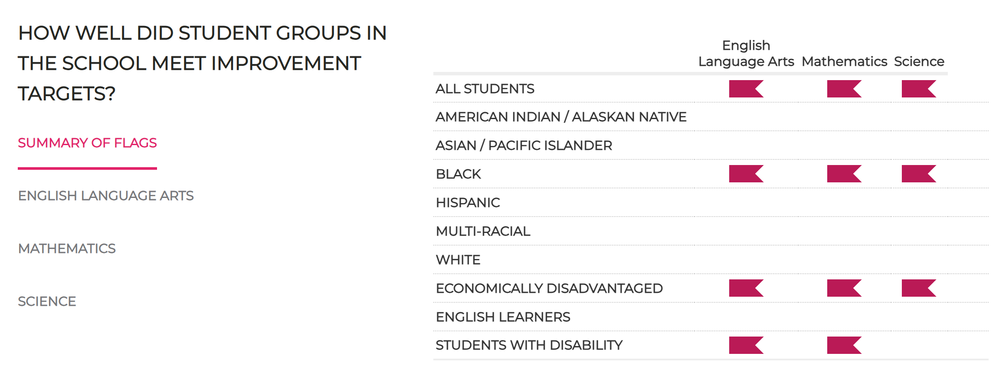 HOW WELL DID STUDENT GROUPS IN
THE SCHOOL MEET IMPROVEMENT
TARGETS?
SUMMARY OF FLAGS
ENGLISH LANGUAGE ARTS
MATHEMATICS
SCIENCE
English
Language Arts Mathematics Science
ALL STUDENTS
AMERICAN INDIAN / ALASKAN NATIVE
ASIAN / PACIFIC ISLANDER
BLACK
HISPANIC
MULTI-RACIAL
WHITE
ECONOMICALLY DISADVANTAGED
ENGLISH LEARNERS
STUDENTS WITH DISABILITY